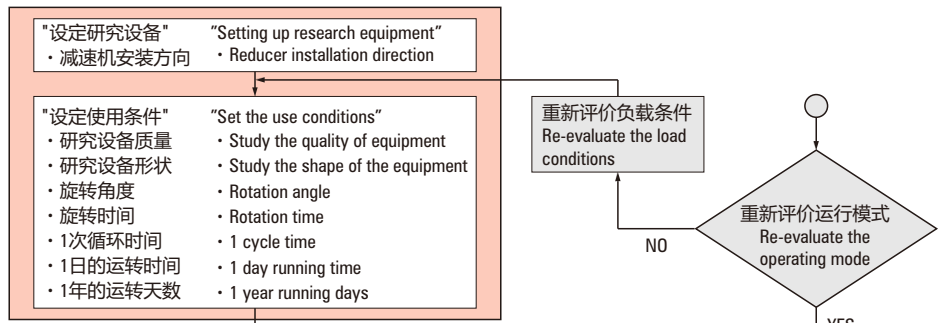 "设定研究设备" "Setting up research equipment"
・减速机安装方向 ・Reducer installation direction
"设定使用条件" "Set the use conditions"
・研究设备质量 ・Study the quality of equipment
・研究设备形状 ・Study the shape of the equipment
・旋转角度 ・Rotation angle
・旋转时间 ・Rotation time
・1次循环时间 ・1 cycle time
・1日的运转时间 ・1 day running time
・1年的运转天数 ・1 year running days
重新评价负载条件
Re-evaluate the load
conditions
重新评价运行模式
Re-evaluate the
operating mode
NO
YES